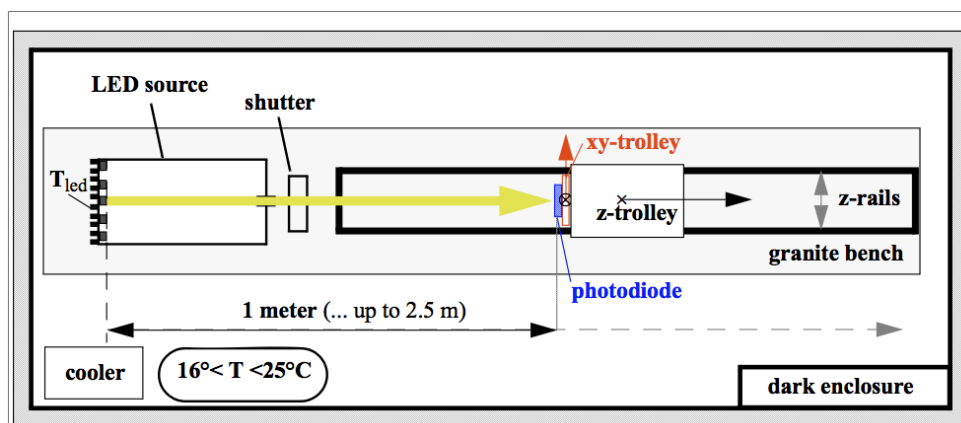 LED source
shutter
xy-trolley
T led
z-trolley
z-rails
granite bench
photodiode
1 meter (... up to 2.5 m)
cooler
16°< T <25°C
dark enclosure